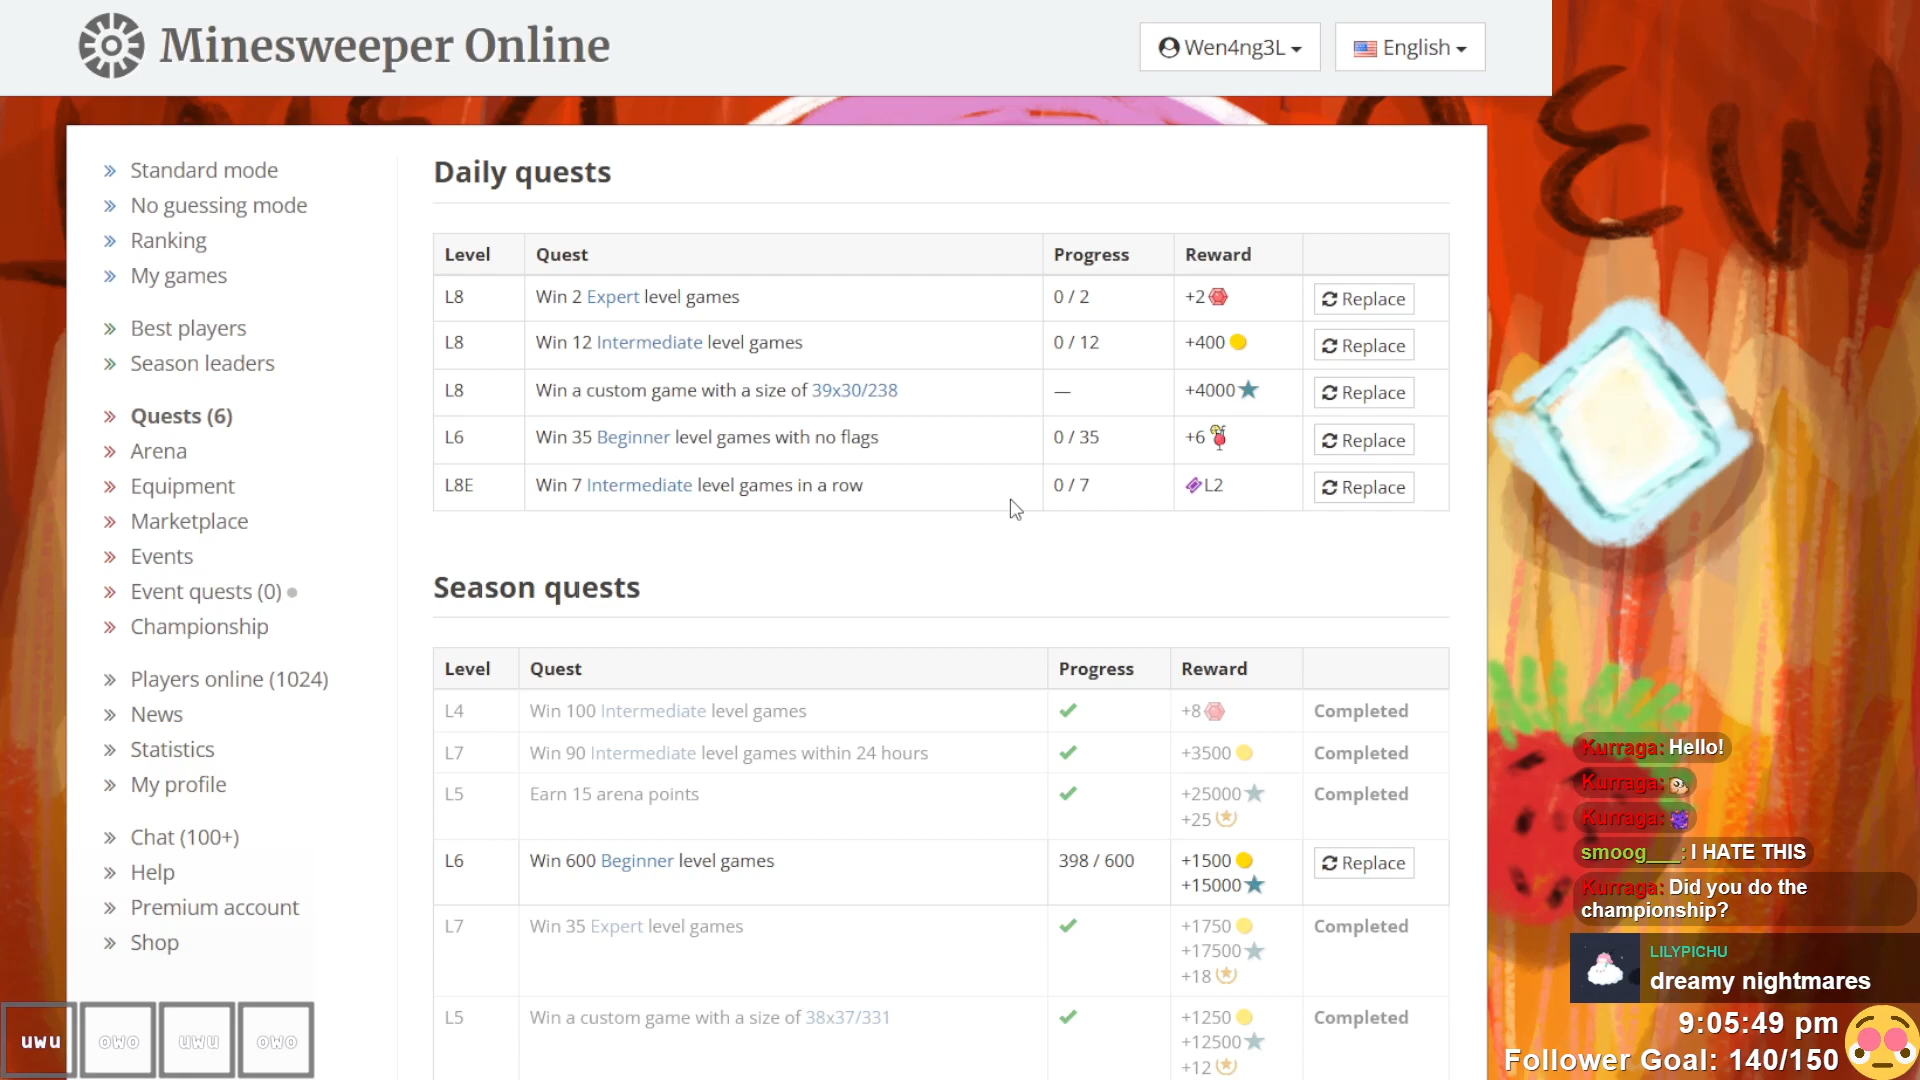 Minesweeper Online
Wen4ng3L
English
Standard mode
No guessing mode
Ranking
My games
Best players
Season leaders
Quests (6)
Arena
Equipment
Marketplace
Events
Event quests (0)
Championship
Players online (1024)
News
Statistics
My profile
Chat (100+)
Help
Premium account
Shop
Daily quests
Level Quest Progress Reward
L8 Win 2 Expert level games 0 / 2 +2 Replace
L8 Win 12 Intermediate level games 0 / 12 +400 Replace
L8 Win a custom game with a size of 39x30/238 — +4000 Replace
L6 Win 35 Beginner level games with no flags 0 / 35 +6 Replace
L8E Win 7 Intermediate level games in a row 0 / 7 L2 Replace
Season quests
Level Quest Progress Reward
L4 Win 100 Intermediate level games +8 Completed
L7 Win 90 Intermediate level games within 24 hours +3500 Completed
L5 Earn 15 arena points +25000 Completed
+25
L6 Win 600 Beginner level games 398 / 600 +1500 Replace
+15000
L7 Win 35 Expert level games +1750 Completed
+17500
+18
L5 Win a custom game with a size of 38x37/331 +1250 Completed
+12500
+12
Kurraga: Hello!
Kurraga:
Kurraga:
smoog___: I HATE THIS
Kurraga: Did you do the
championship?
LILYPICHU
dreamy nightmares
9:05:49 pm
Follower Goal: 140/150
uwu owo uwu owo